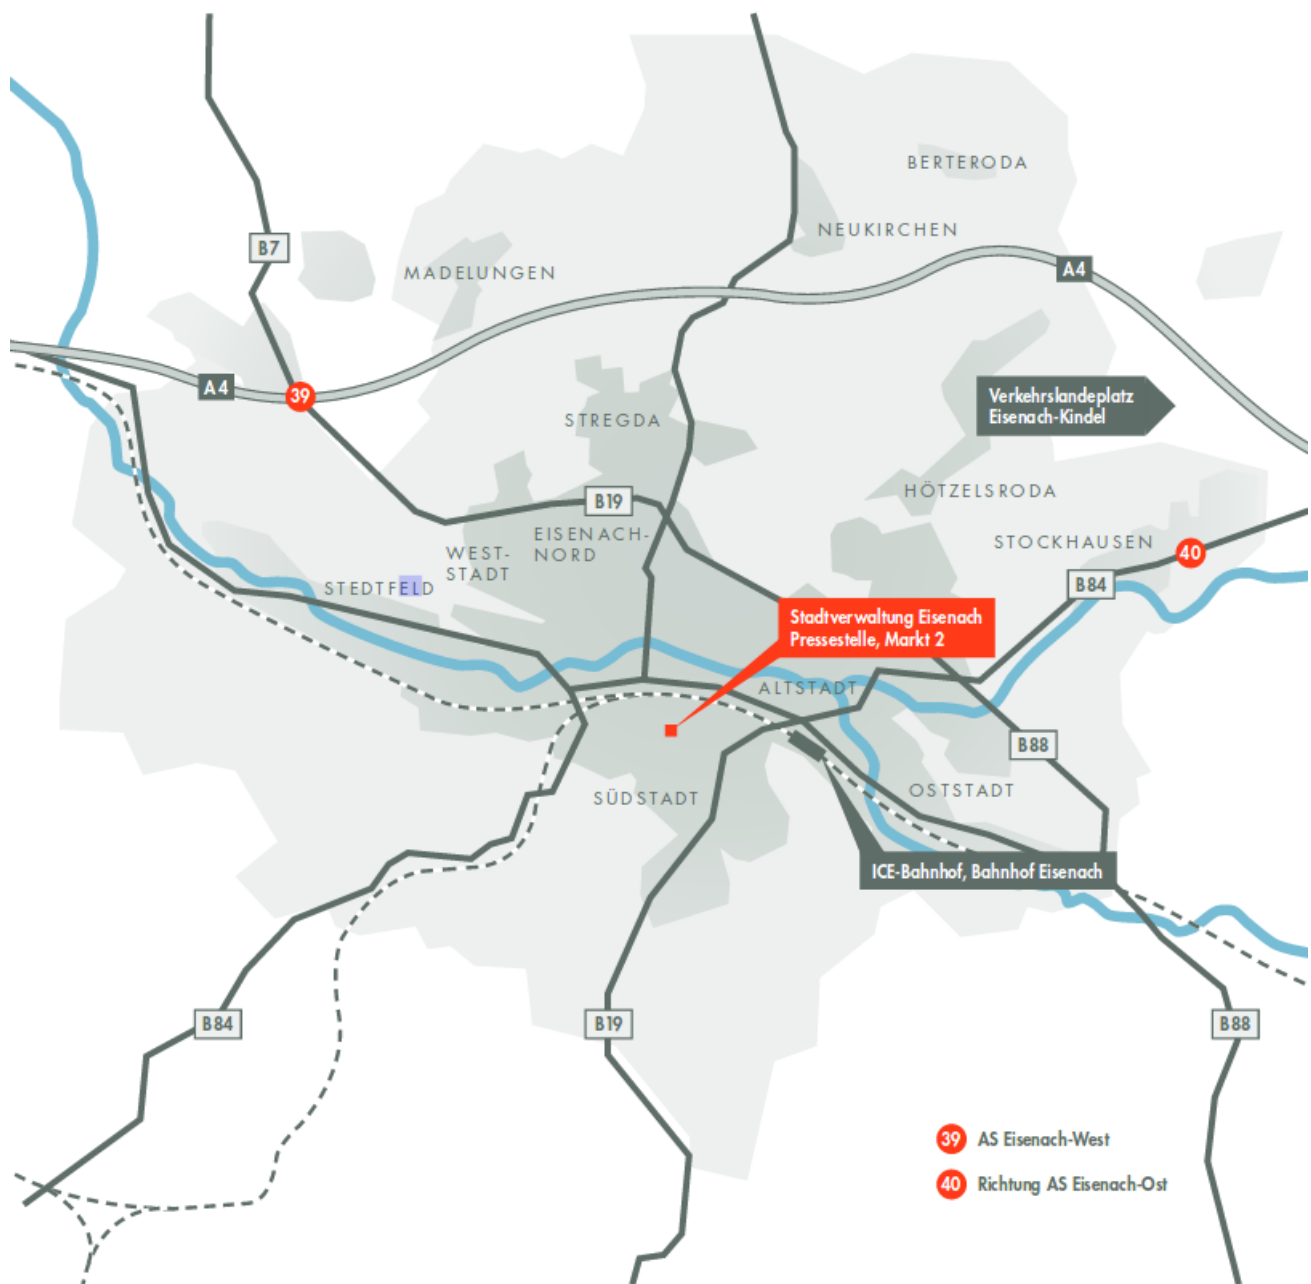 BERTERODA
NEUKIRCHEN
B7
MADELUNGEN
A4
A4
39
Verkehrslandeplatz
Eisenach-Kindel
STREGDA
HÖTZELSRODA
B19
EISENACH-
NORD
WEST-
STADT
STOCKHAUSEN
40
B84
STEDTFELD
Stadtverwaltung Eisenach
Pressestelle, Markt 2
ALTSTADT
B88
SÜDSTADT
OSTSTADT
ICE-Bahnhof, Bahnhof Eisenach
B84
B19
B88
39 AS Eisenach-West
40 Richtung AS Eisenach-Ost